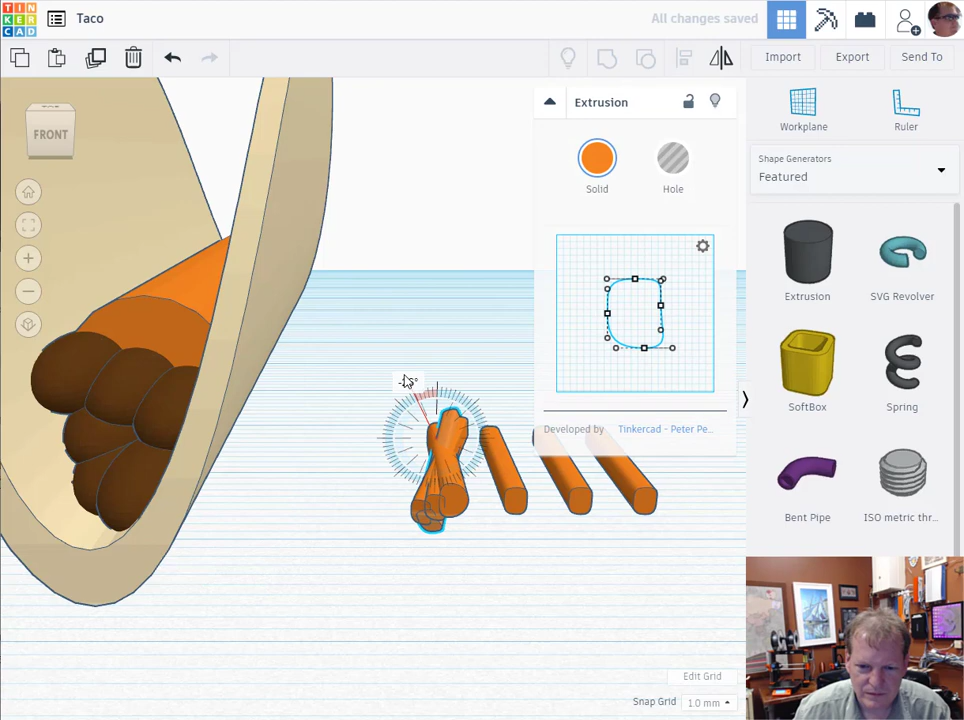 TIN
KER
CAD
Taco
All changes saved
Import
Export
Send To
Extrusion
Solid
Hole
Developed by
Tinkercad - Peter Pe...
Workplane
Ruler
Shape Generators
Featured
Extrusion
SVG Revolver
SoftBox
Spring
Bent Pipe
ISO metric thr...
FRONT
Edit Grid
Snap Grid
1.0 mm